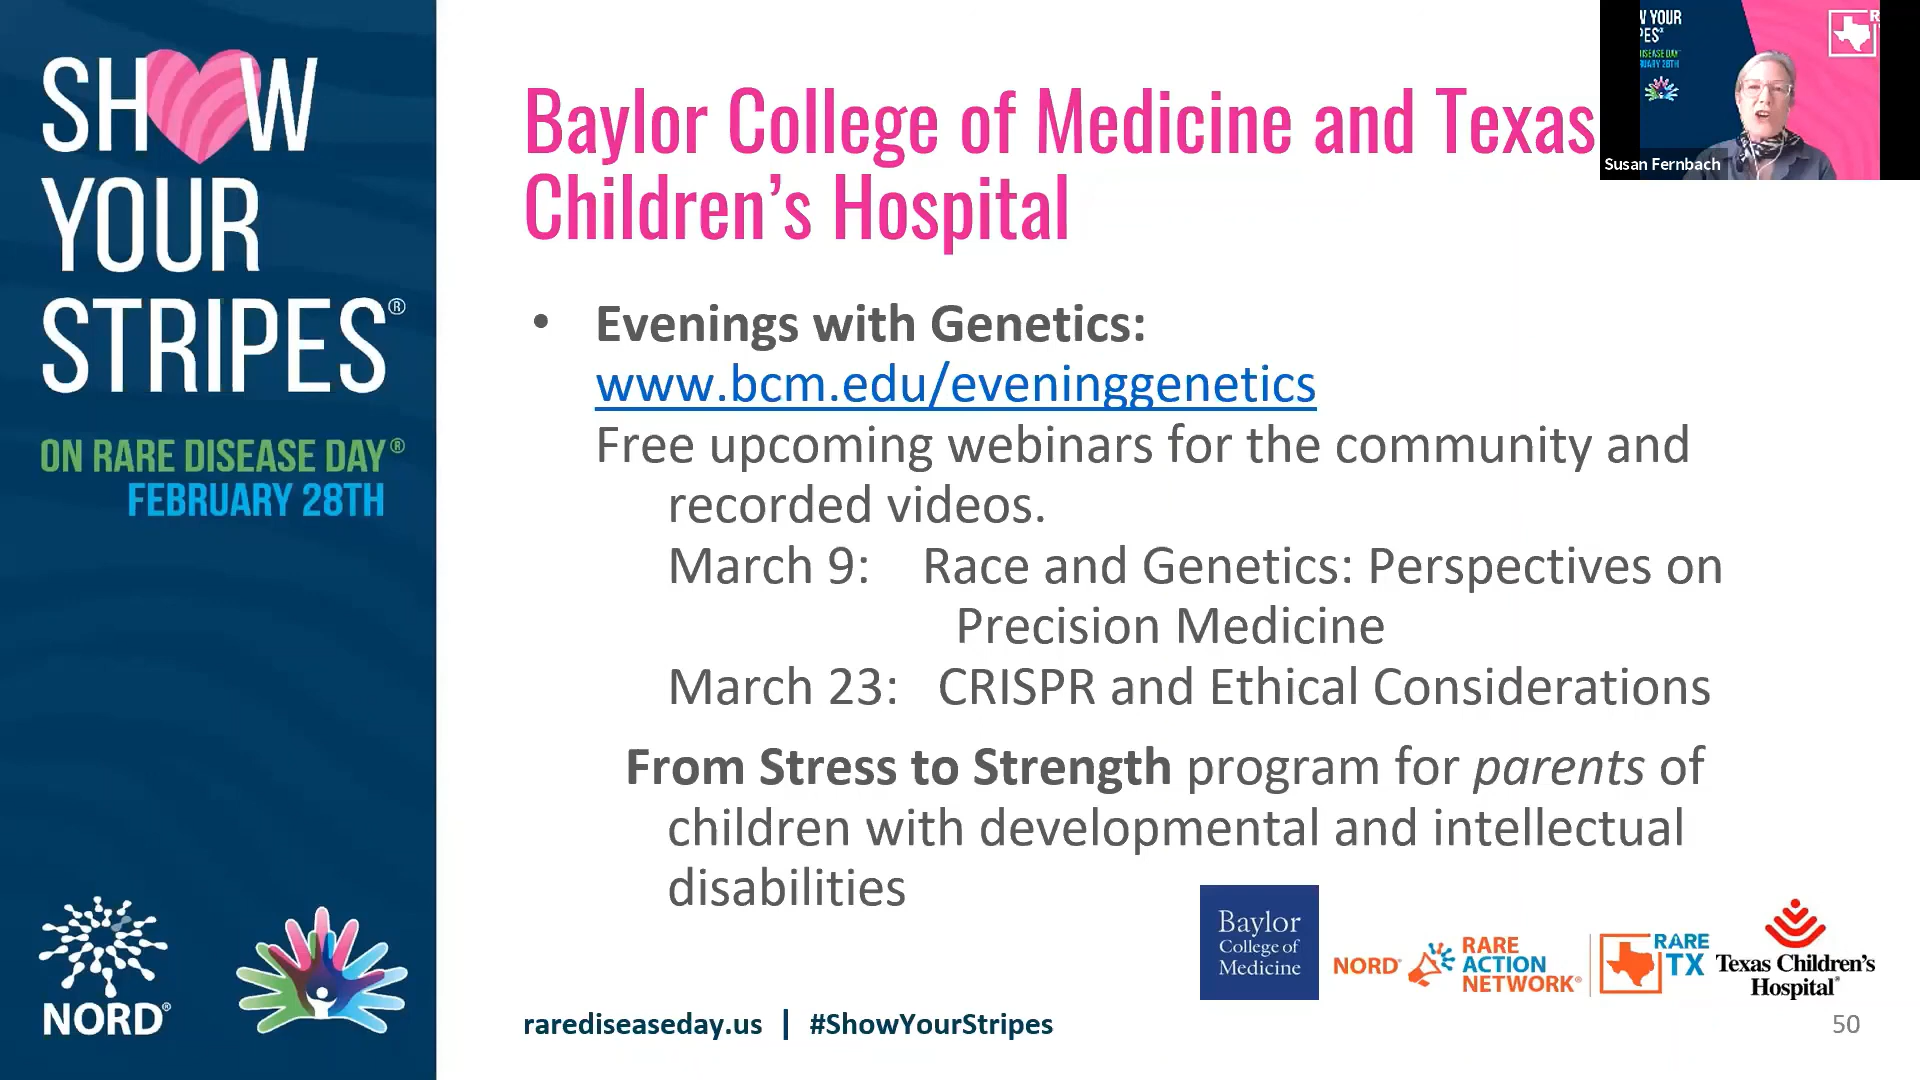 SHOW
YOUR
STRIPES®
ON RARE DISEASE DAY®
FEBRUARY 28TH
NORD®
Baylor College of Medicine and Texas
Children's Hospital
• Evenings with Genetics:
www.bcm.edu/eveninggenetics
Free upcoming webinars for the community and
recorded videos.
March 9: Race and Genetics: Perspectives on
Precision Medicine
March 23: CRISPR and Ethical Considerations
From Stress to Strength program for parents of
children with developmental and intellectual
disabilities
Baylor
College of
Medicine
NORD®
RARE
ACTION
NETWORK®
RARE
TX
Texas Children's
Hospital®
rarediseaseday.us | #ShowYourStripes
50
YOUR
Susan Fernbach